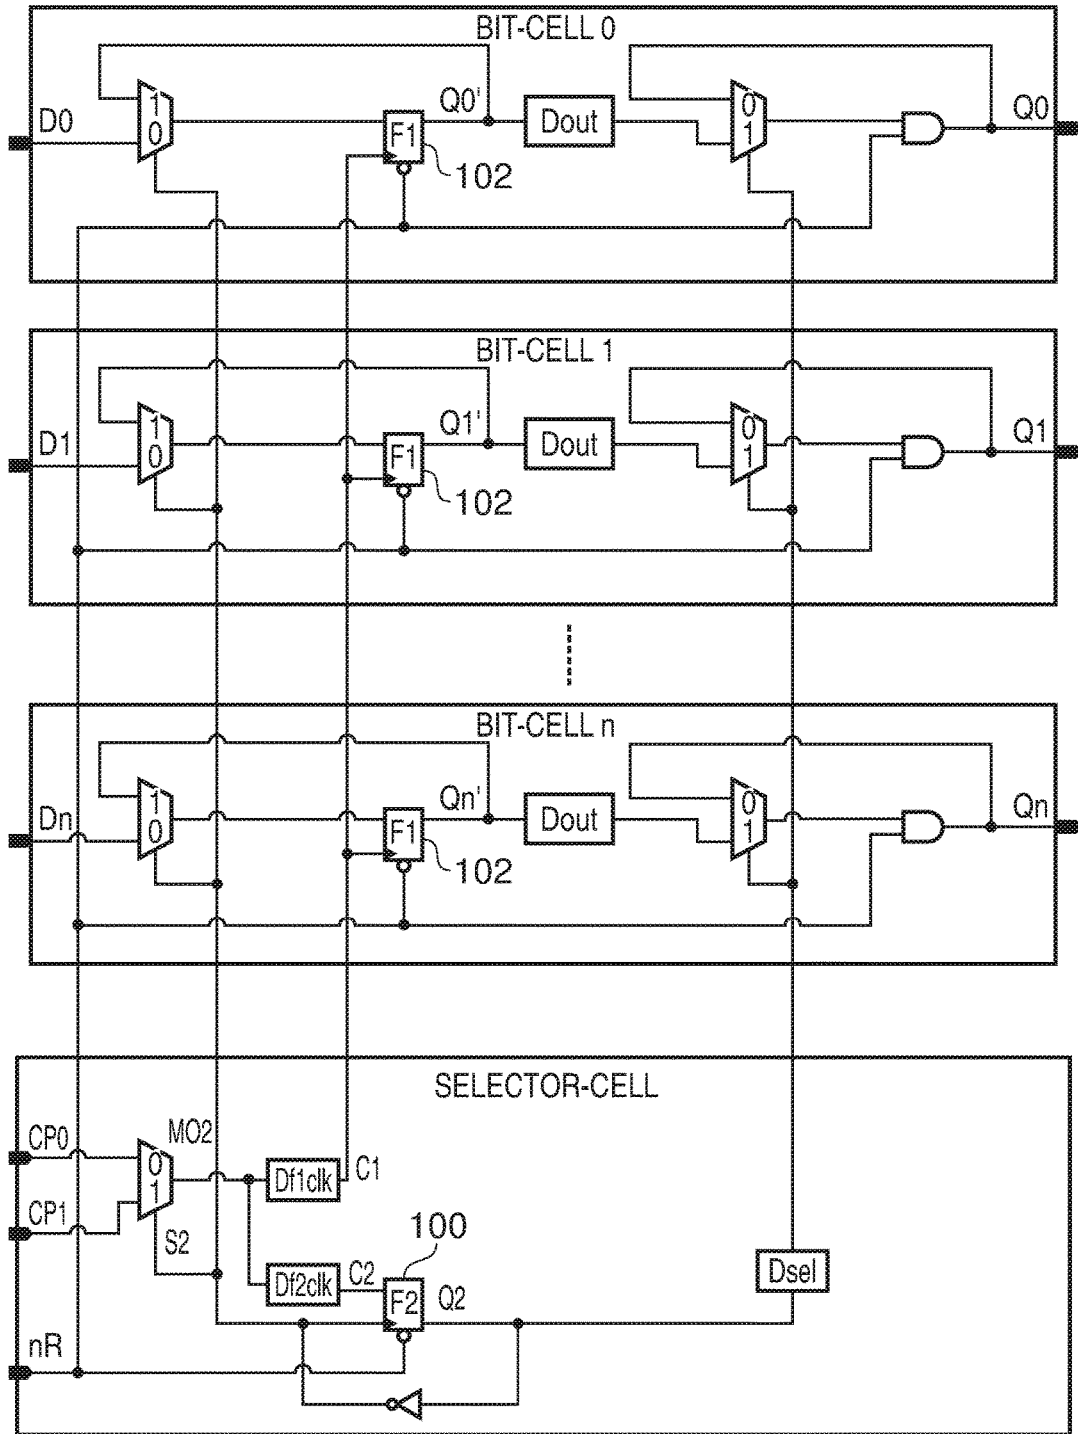 BIT-CELL 0
D0
1
0
F1
102
Q0'
Dout
0
1
Q0
BIT-CELL 1
D1
1
0
F1
102
Q1'
Dout
0
1
Q1
BIT-CELL n
Dn
1
0
F1
102
Qn'
Dout
0
1
Qn
SELECTOR-CELL
CP0
CP1
nR
0
1
MO2
S2
Df1clk
C1
Df2clk
C2
100
F2
Q2
Dsel